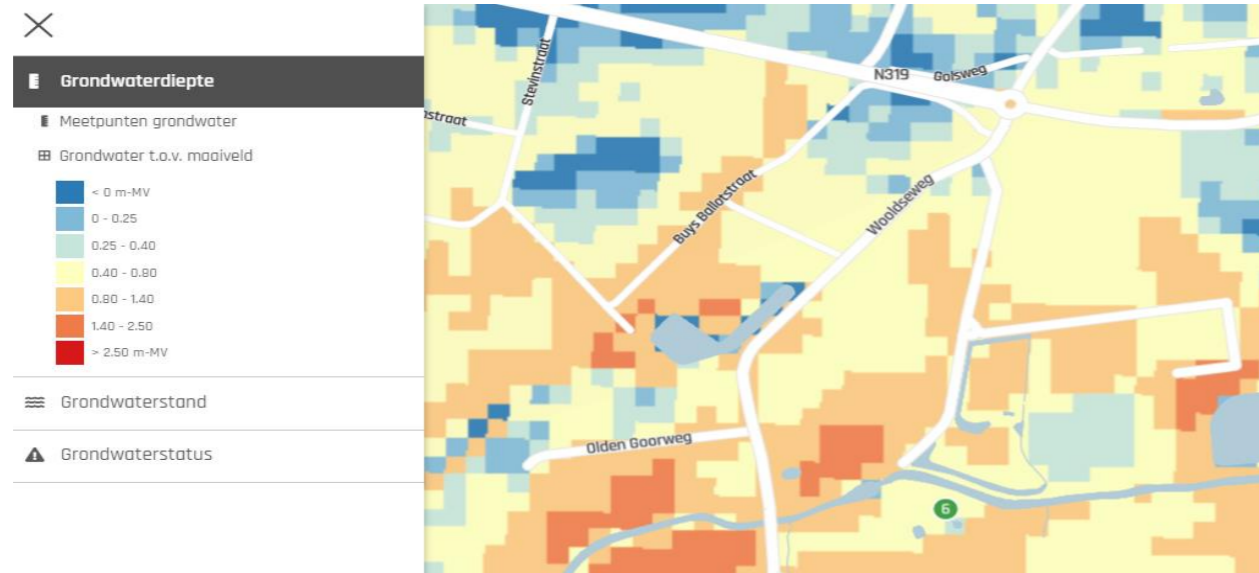 Grondwaterdiepte
Meetpunten grondwater
Grondwater t.o.v. maaiveld
< 0 m-MV
0 - 0.25
0.25 - 0.40
0.40 - 0.80
0.80 - 1.40
1.40 - 2.50
> 2.50 m-MV
Grondwaterstand
Grondwaterstatus
Stevinstraat
nstraat
N319
Golsweg
Buys Ballotstraat
Wooldseweg
Olden Goorweg
6